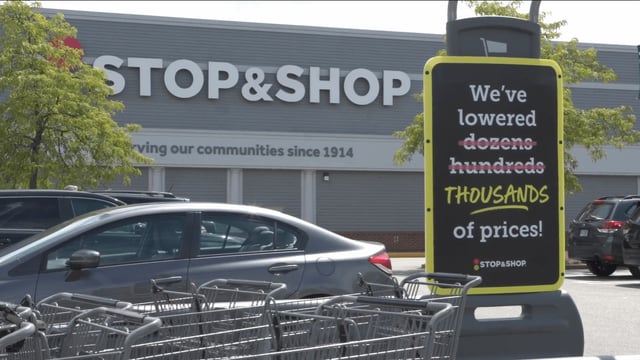 STOP&SHOP
rving our communities since 1914
We've
lowered
dozens
hundreds
THOUSANDS
of prices!
STOP&SHOP.